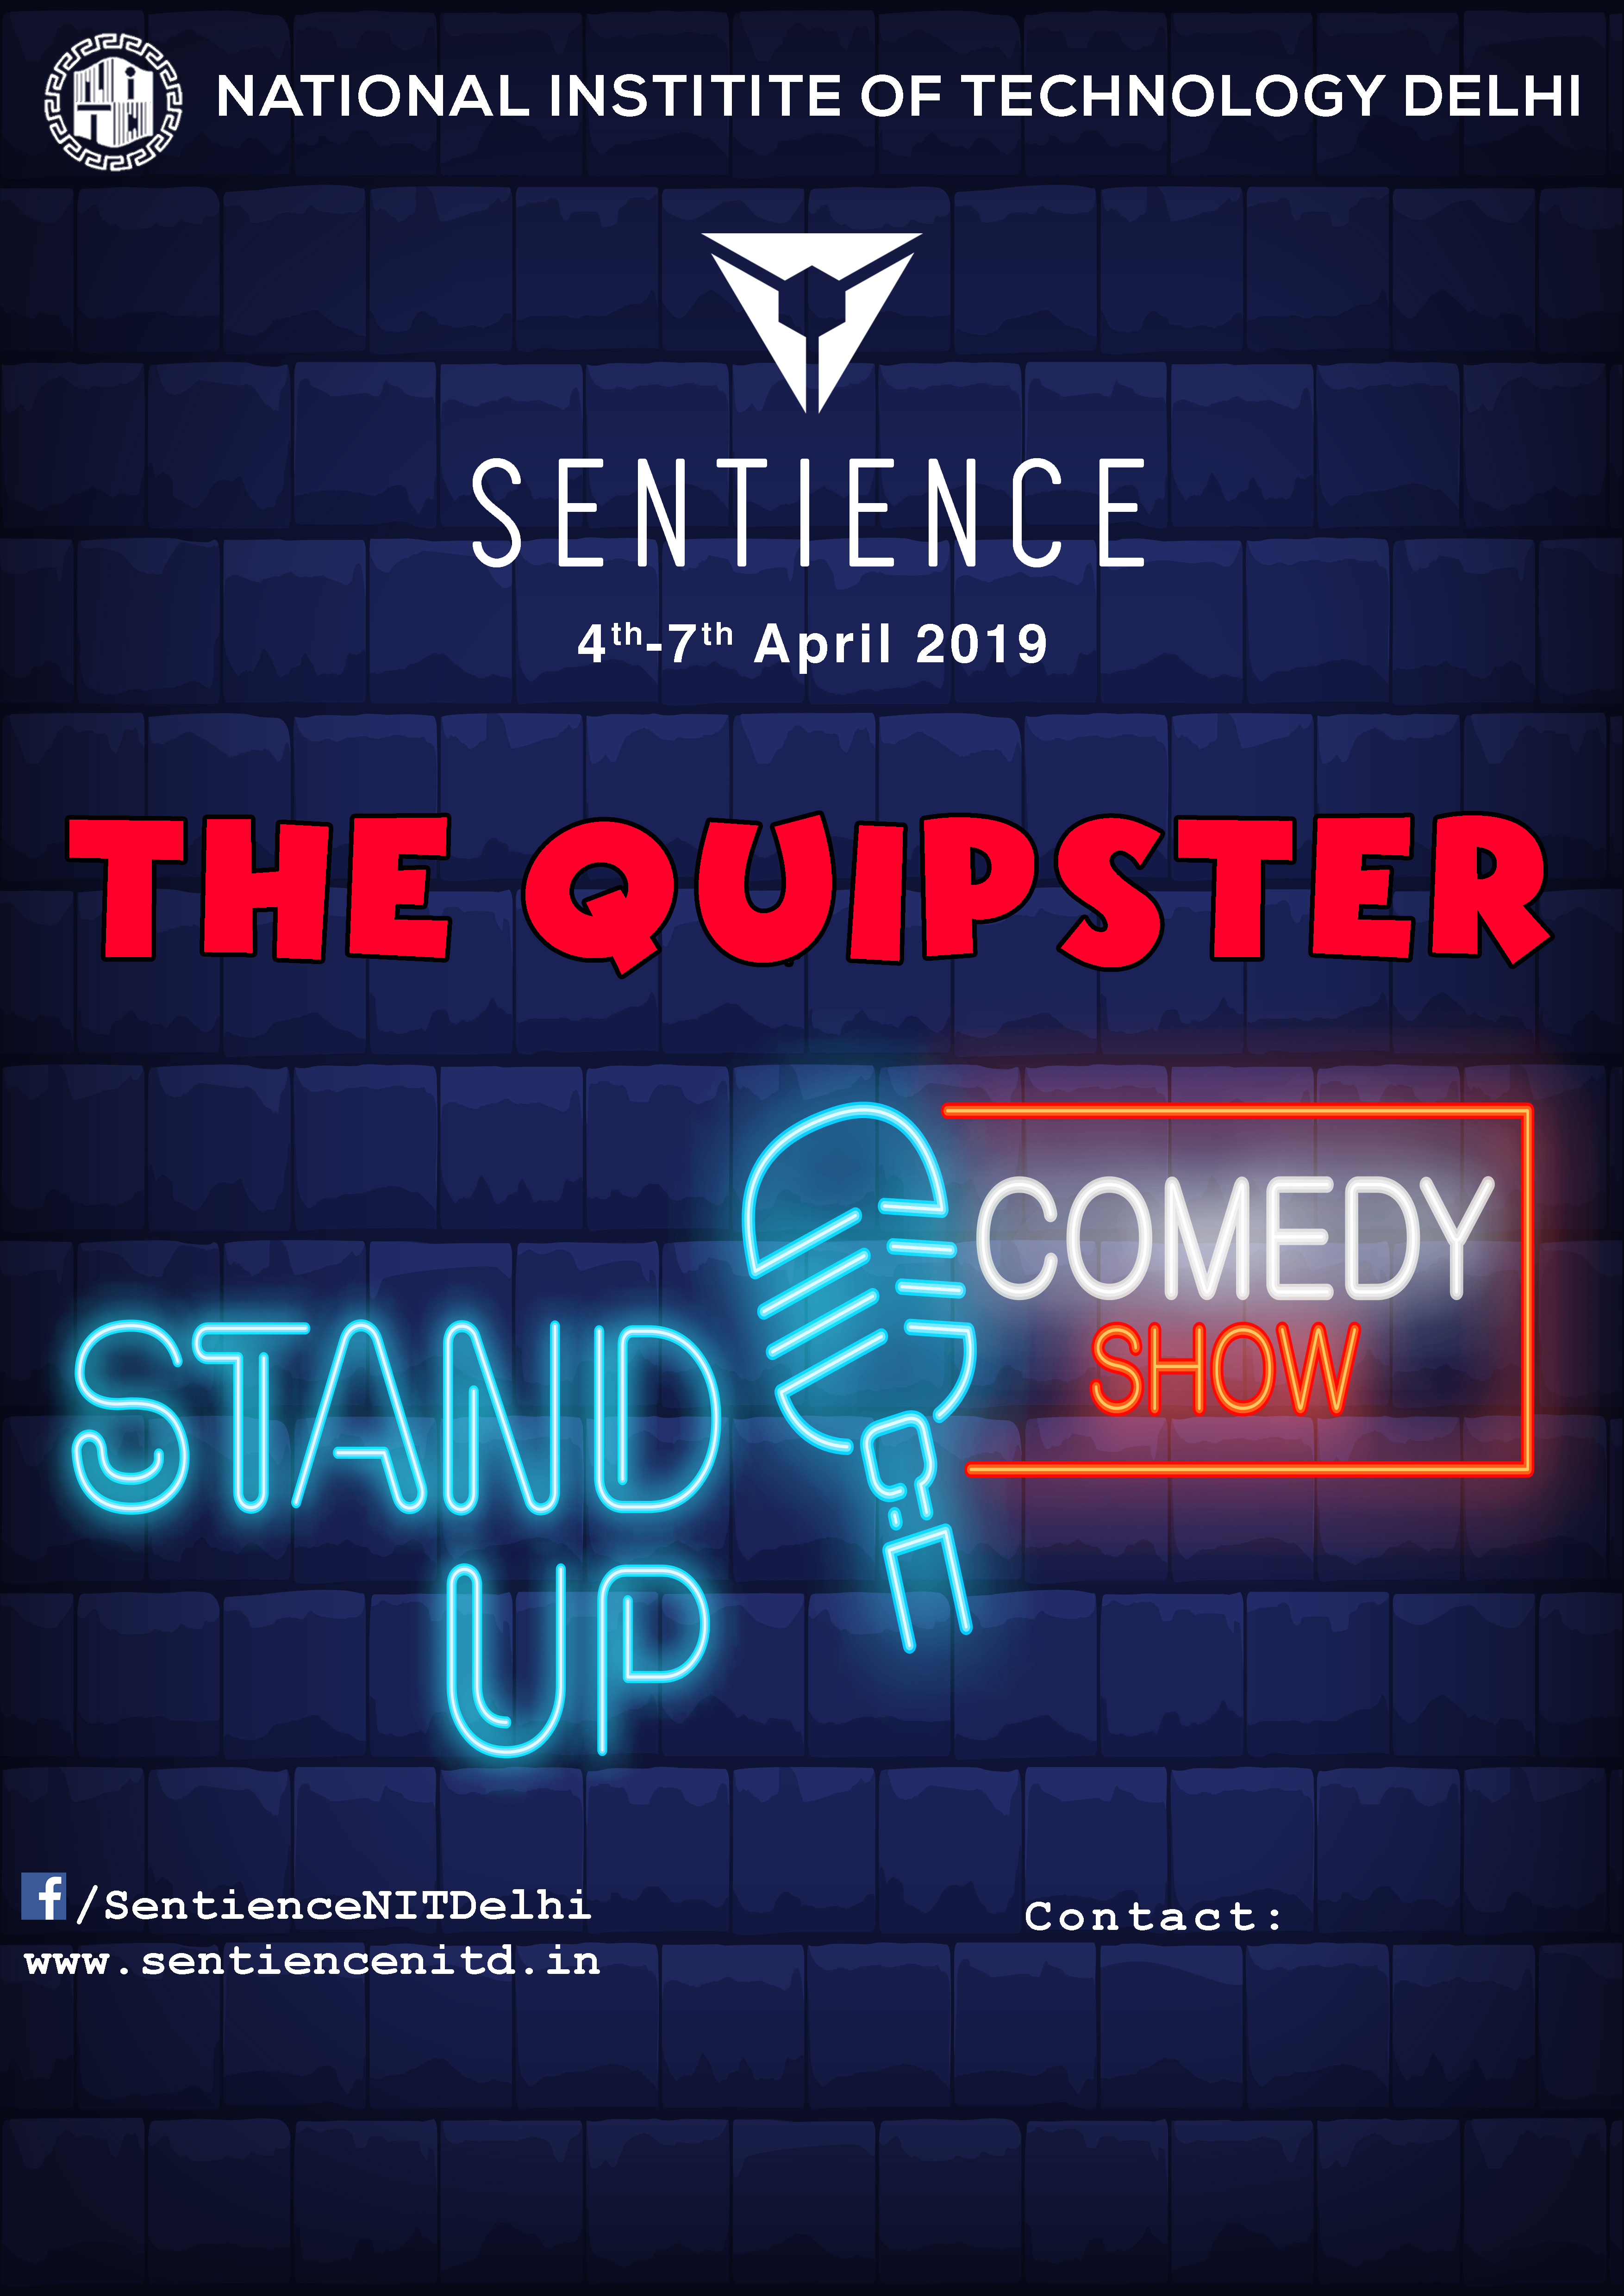 NATIONAL INSTITITE OF TECHNOLOGY DELHI
SENTIENCE
4th-7th April 2019
THE QUIPSTER
STAND
UP
COMEDY
SHOW
/SentienceNITDelhi
www.sentiencenitd.in
Contact: